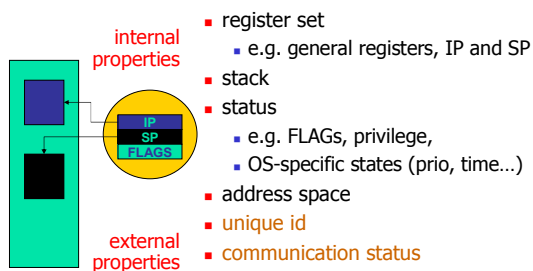 internal
properties
IP
SP
FLAGS
external
properties
register set
e.g. general registers, IP and SP
stack
status
e.g. FLAGs, privilege,
OS-specific states (prio, time…)
address space
unique id
communication status